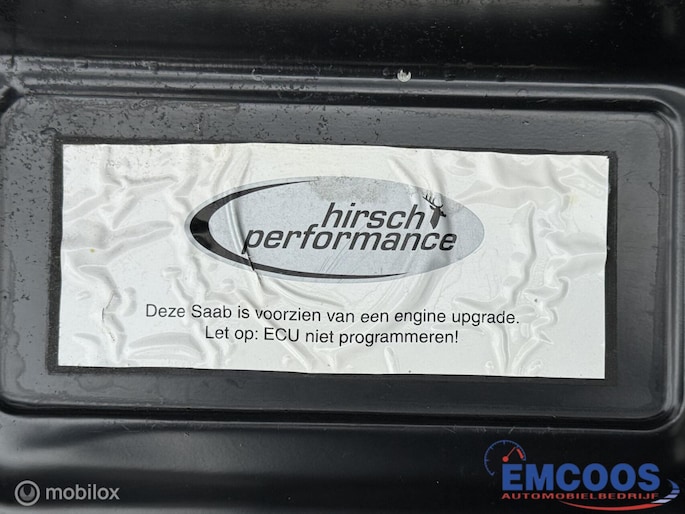 hirsch
performance
Deze Saab is voorzien van een engine upgrade.
Let op: ECU niet programmeren!
EMCOOS
AUTOMOBIELBEDRIJF
mobilox